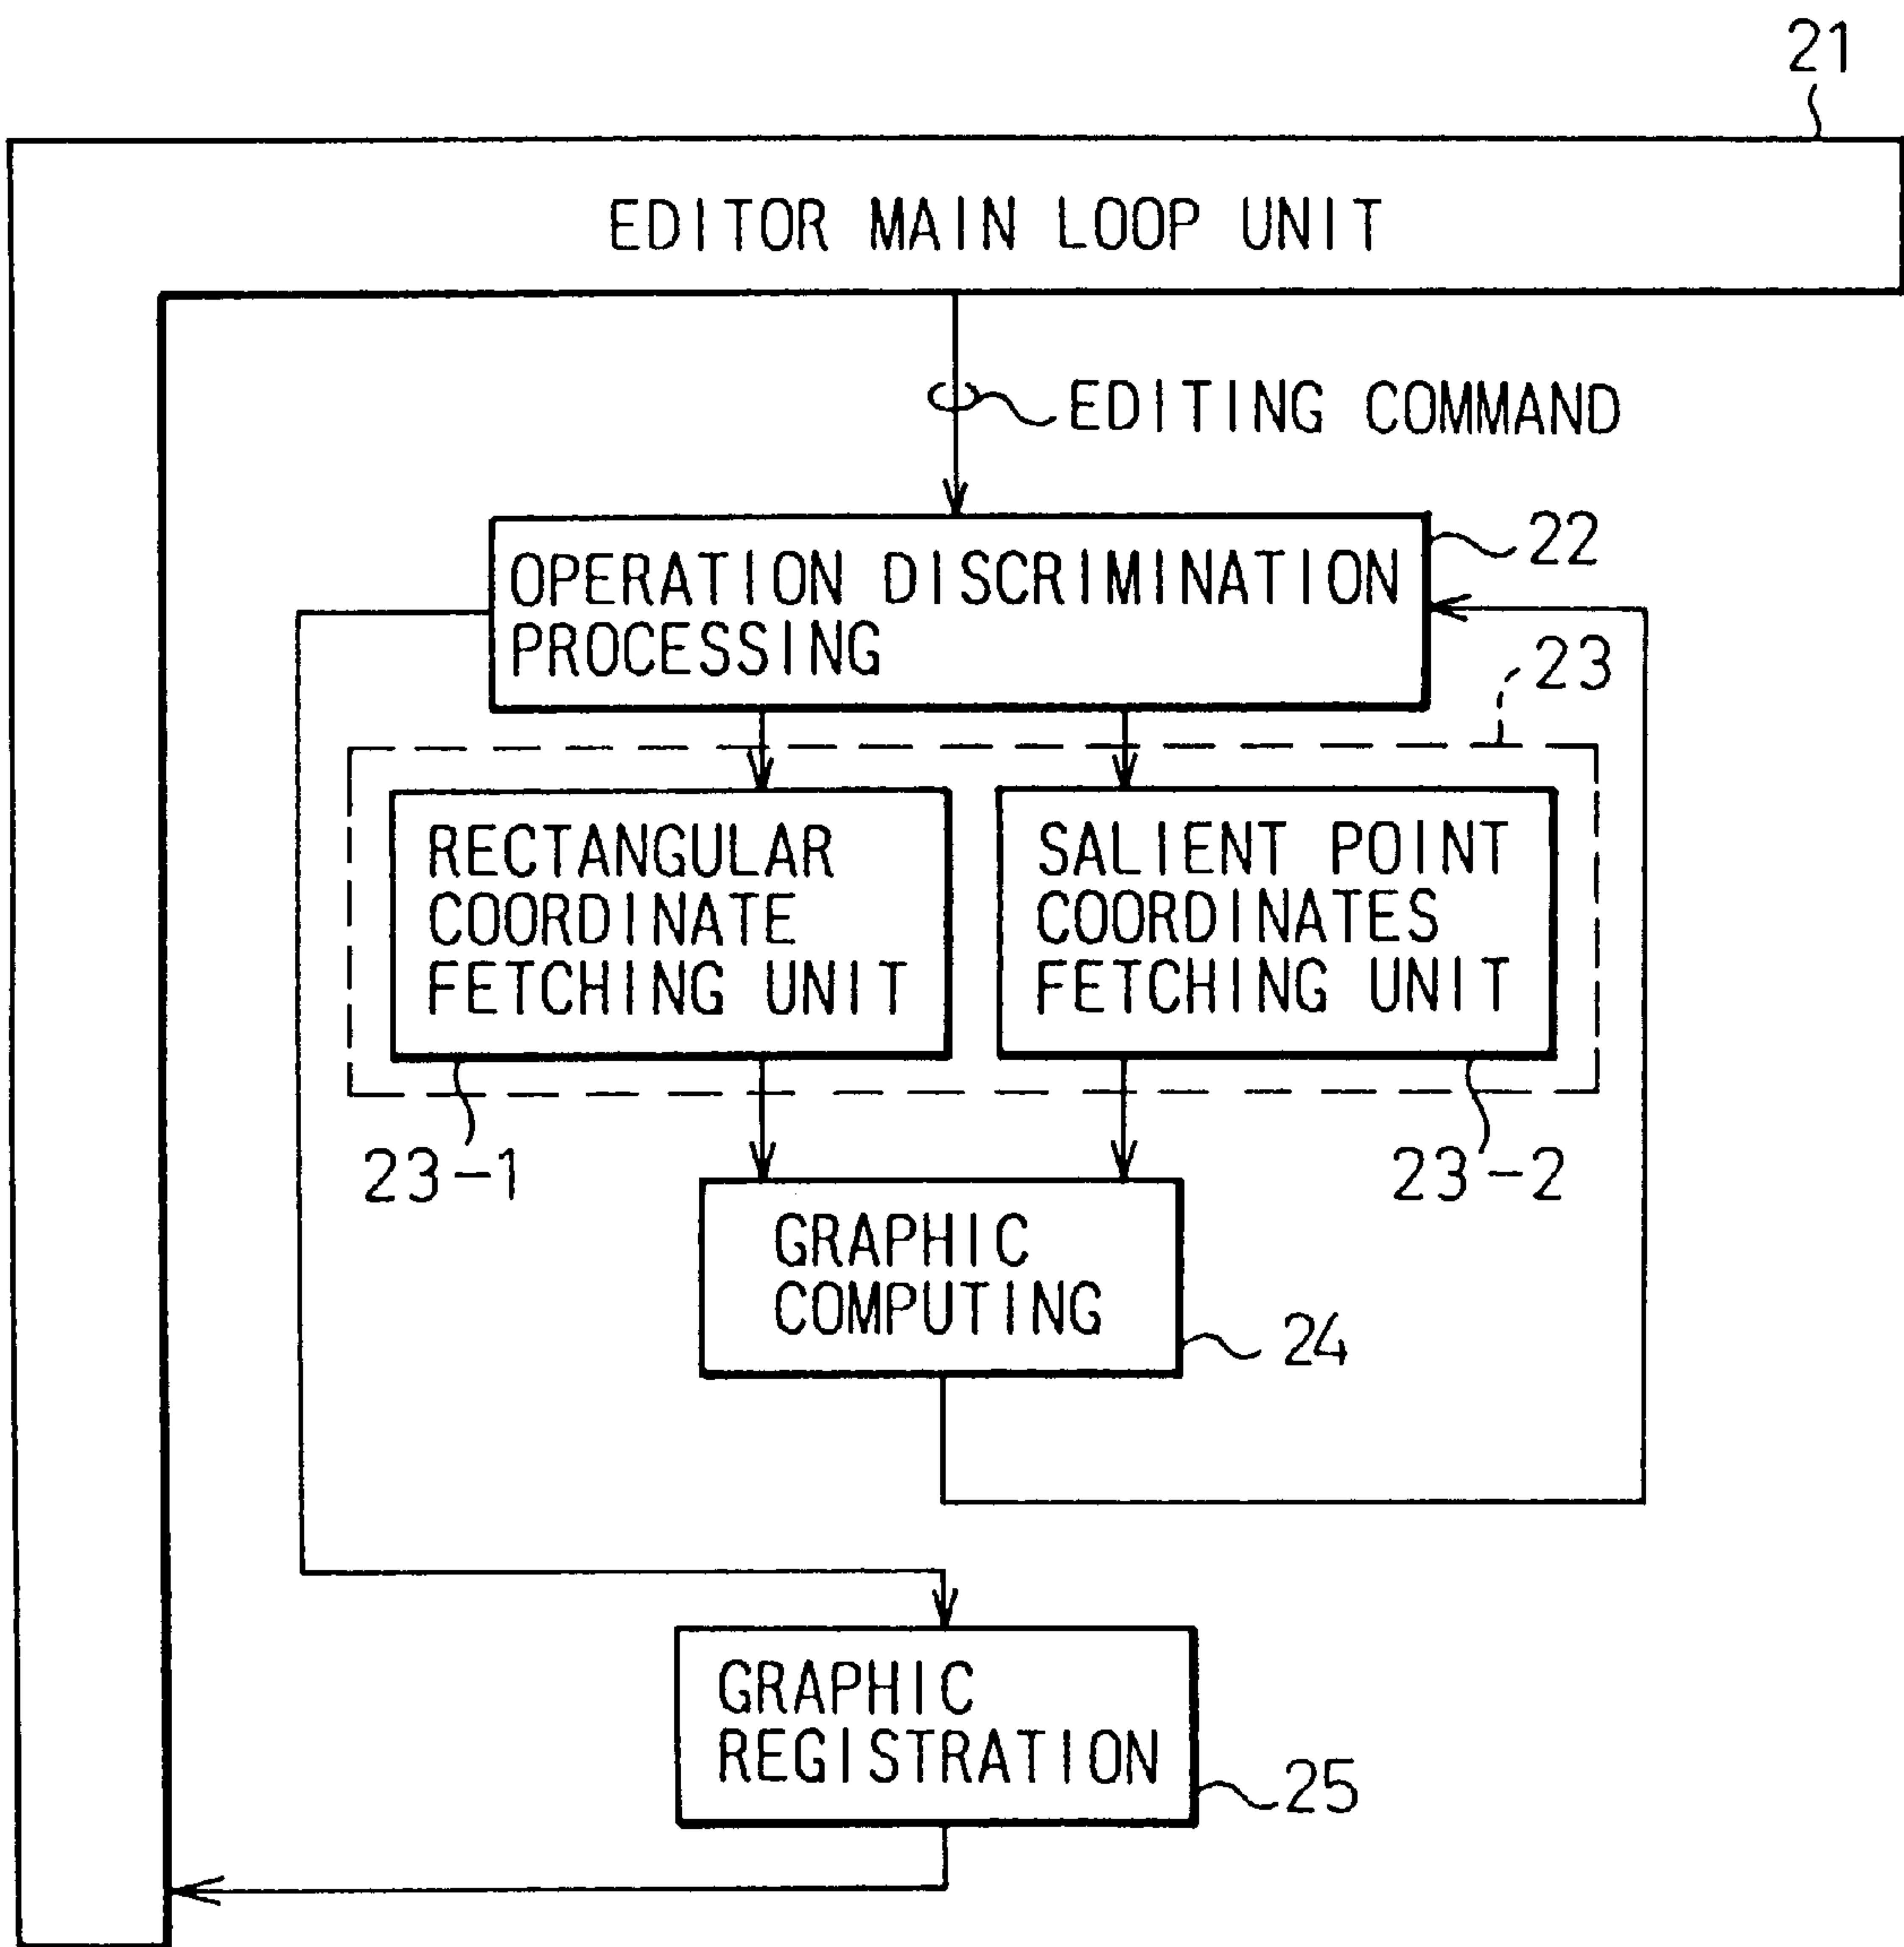 21
EDITOR MAIN LOOP UNIT
EDITING COMMAND
22
OPERATION DISCRIMINATION
PROCESSING
23
RECTANGULAR
COORDINATE
FETCHING UNIT
SALIENT POINT
COORDINATES
FETCHING UNIT
23-1
23-2
GRAPHIC
COMPUTING
24
GRAPHIC
REGISTRATION
25